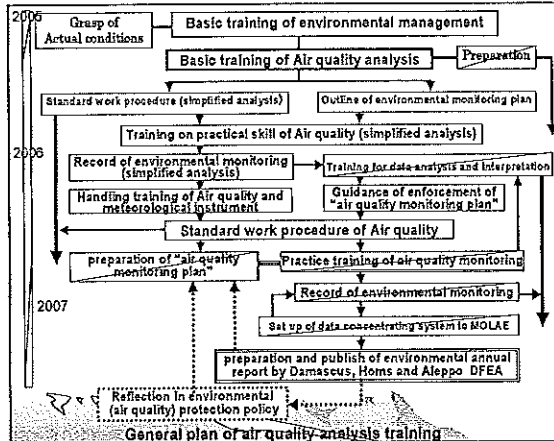 2005
Grasp of
Actual conditions
Basic training of environmental management
Basic training of Air quality analysis
Preparation
Standard work procedure (simplified analysis)
Outline of environmental monitoring plan
Training on practical skill of Air quality (simplified analysis)
2006
Record of environmental monitoring
(simplified analysis)
Training for data analysis and interpretation
Handling training of Air quality and
meteorological instrument
Guidance of enforcement of
"air quality monitoring plan"
Standard work procedure of Air quality
preparation of "air quality
monitoring plan"
Practice training of air quality monitoring
2007
Record of environmental monitoring
Set up of data concentrating system to MOLAE
preparation and publish of environmental annual
report by Damascus, Homs and Aleppo DFEA
Reflection in environmental
(air quality) protection policy
General plan of air quality analysis training